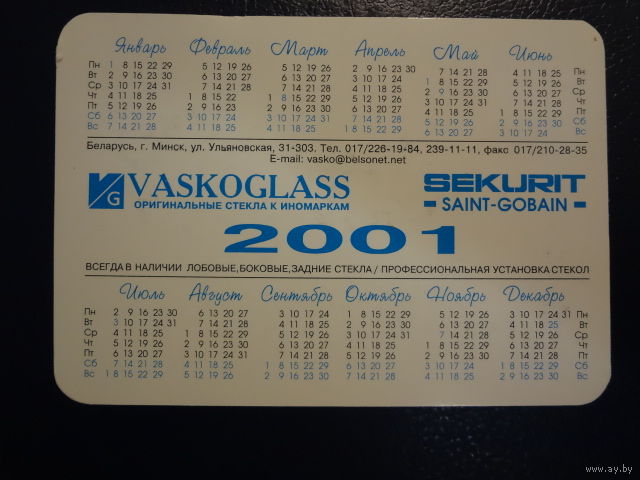 Январь Февраль Март Апрель Май Июнь
Пн 1 8 15 22 29 5 12 19 26 5 12 19 26 2 9 16 23 30 7 14 21 28 4 11 18 25 Пн
Вт 2 9 16 23 30 6 13 20 27 6 13 20 27 3 10 17 24 1 8 15 22 29 5 12 19 26 Вт
Ср 3 10 17 24 31 7 14 21 28 7 14 21 28 4 11 18 25 2 9 16 23 30 6 13 20 27 Ср
Чт 4 11 18 25 1 8 15 22 1 8 15 22 29 5 12 19 26 3 10 17 24 31 7 14 21 28 Чт
Пт 5 12 19 26 2 9 16 23 2 9 16 23 30 6 13 20 27 4 11 18 25 1 8 15 22 29 Пт
Сб 6 13 20 27 3 10 17 24 3 10 17 24 31 7 14 21 28 5 12 19 26 2 9 16 23 30 Сб
Вс 7 14 21 28 4 11 18 25 4 11 18 25 1 8 15 22 29 6 13 20 27 3 10 17 24 Вс
Беларусь, г. Минск, ул. Ульяновская, 31-303. Тел. 017/226-19-84, 239-11-11, факс 017/210-28-35
E-mail: vasko@belsonet.net
VG VASKOGLASS SEKURIT
ОРИГИНАЛЬНЫЕ СТЕКЛА К ИНОМАРКАМ SAINT-GOBAIN
2001
ВСЕГДА В НАЛИЧИИ ЛОБОВЫЕ,БОКОВЫЕ,ЗАДНИЕ СТЕКЛА / ПРОФЕССИОНАЛЬНАЯ УСТАНОВКА СТЕКОЛ
Июль Август Сентябрь Октябрь Ноябрь Декабрь
Пн 2 9 16 23 30 6 13 20 27 3 10 17 24 1 8 15 22 29 5 12 19 26 3 10 17 24 31 Пн
Вт 3 10 17 24 31 7 14 21 28 4 11 18 25 2 9 16 23 30 6 13 20 27 4 11 18 25 Вт
Ср 4 11 18 25 1 8 15 22 29 5 12 19 26 3 10 17 24 31 7 14 21 28 5 12 19 26 Ср
Чт 5 12 19 26 2 9 16 23 30 6 13 20 27 4 11 18 25 1 8 15 22 29 6 13 20 27 Чт
Пт 6 13 20 27 3 10 17 24 31 7 14 21 28 5 12 19 26 2 9 16 23 30 7 14 21 28 Пт
Сб 7 14 21 28 4 11 18 25 1 8 15 22 29 6 13 20 27 3 10 17 24 1 8 15 22 29 Сб
Вс 1 8 15 22 29 5 12 19 26 2 9 16 23 30 7 14 21 28 4 11 18 25 2 9 16 23 30 Вс
www.ay.by